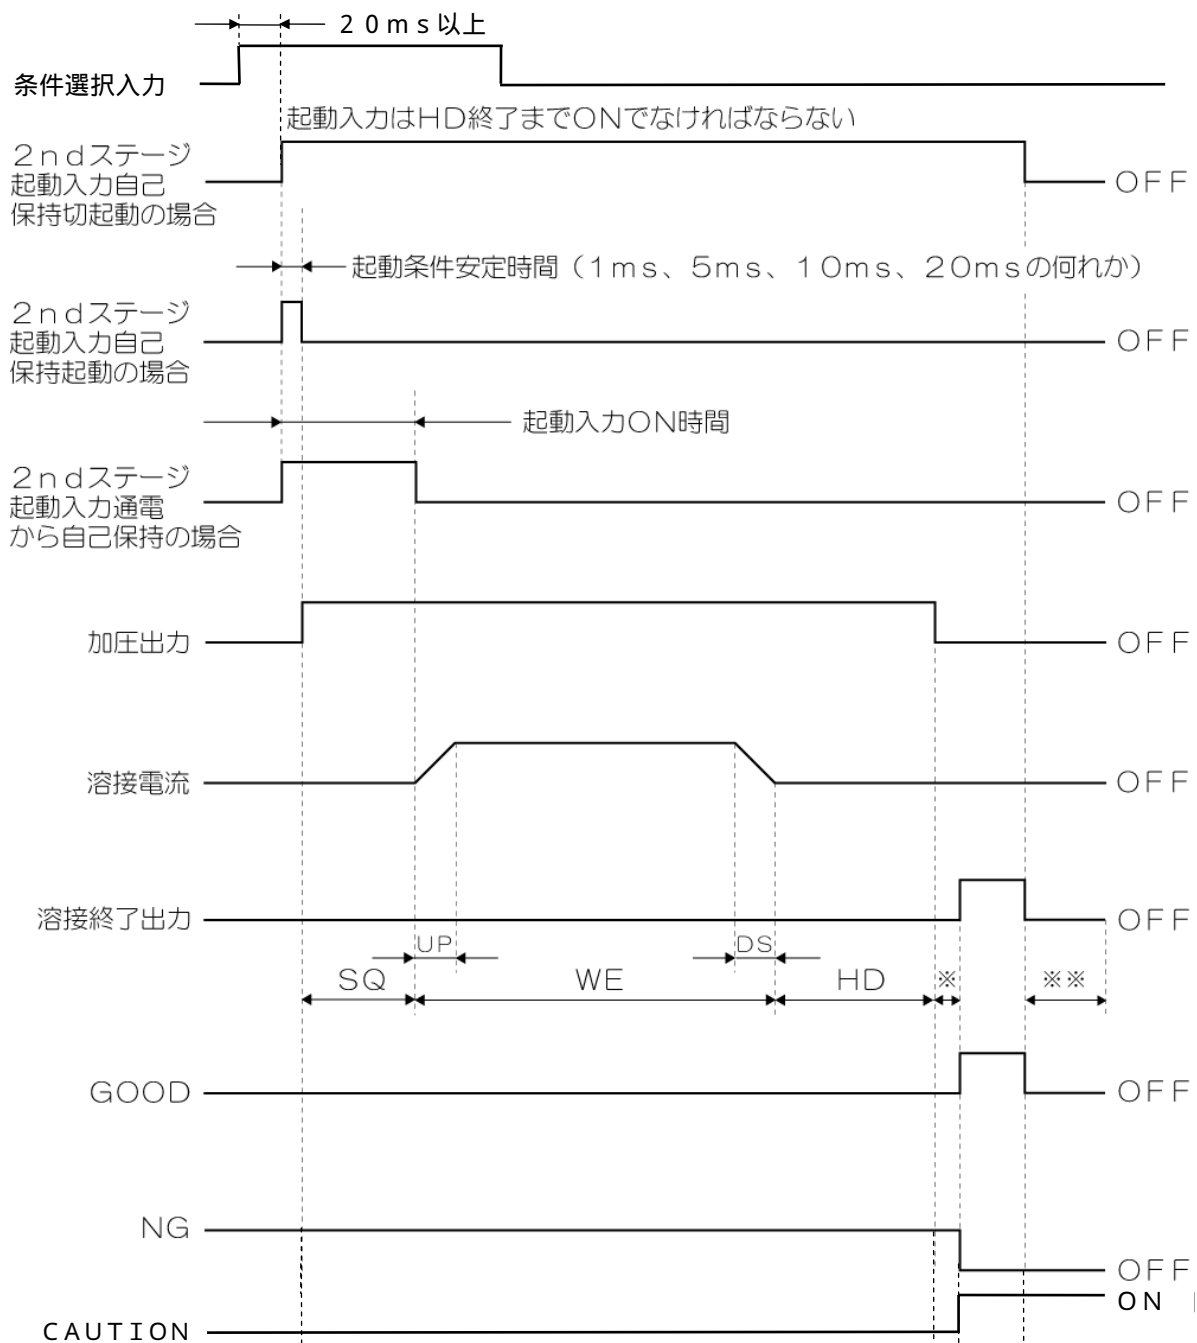 20ms以上
条件選択入力
起動入力はHD終了までONでなければならない
2ndステージ
起動入力自己
保持切起動の場合
OFF
起動条件安定時間（1ms、5ms、10ms、20msの何れか）
2ndステージ
起動入力自己
保持起動の場合
OFF
起動入力ON時間
2ndステージ
起動入力通電
から自己保持の場合
OFF
加圧出力
OFF
溶接電流
OFF
溶接終了出力
OFF
UP
DS
SQ
WE
HD
※
※※
GOOD
OFF
NG
OFF
ON
CAUTION